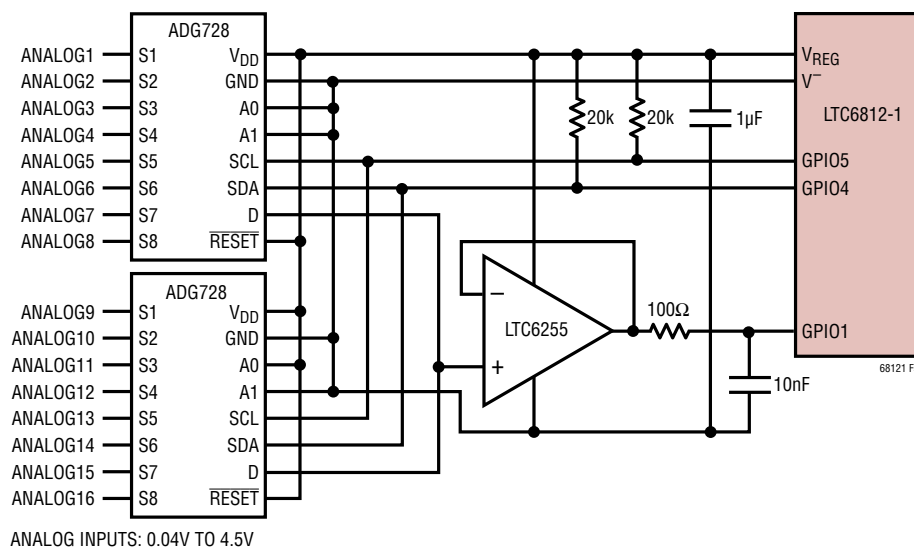 ADG728
ANALOG1 S1 VDD
ANALOG2 S2 GND
ANALOG3 S3 A0
ANALOG4 S4 A1
ANALOG5 S5 SCL
ANALOG6 S6 SDA
ANALOG7 S7 D
ANALOG8 S8 RESET
ADG728
ANALOG9 S1 VDD
ANALOG10 S2 GND
ANALOG11 S3 A0
ANALOG12 S4 A1
ANALOG13 S5 SCL
ANALOG14 S6 SDA
ANALOG15 S7 D
ANALOG16 S8 RESET
20k
20k
1µF
LTC6255
−
+
100Ω
10nF
VREG
V−
LTC6812-1
GPIO5
GPIO4
GPIO1
68121 F
ANALOG INPUTS: 0.04V TO 4.5V